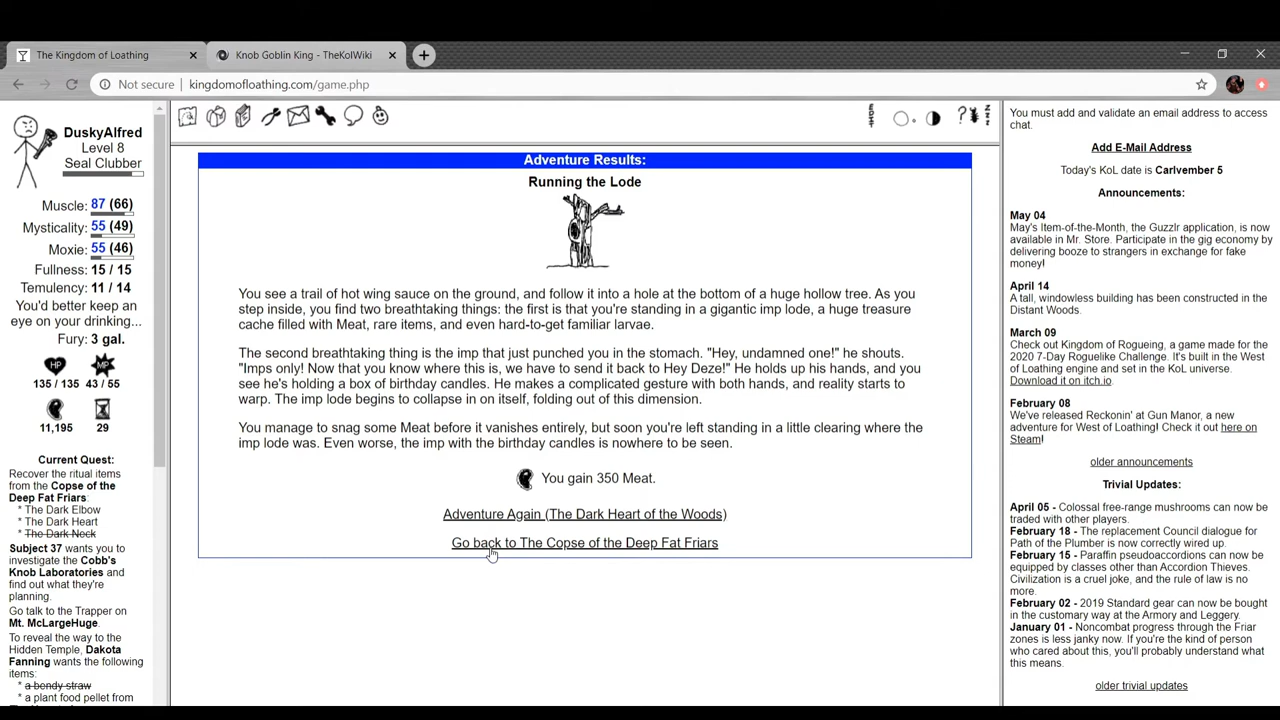 The Kingdom of Loathing
Knob Goblin King - TheKolWiki
Not secure
kingdomofloathing.com/game.php
DuskyAlfred
Level 8
Seal Clubber
Muscle: 87 (66)
Mysticality: 55 (49)
Moxie: 55 (46)
Fullness: 15 / 15
Temulency: 11 / 14
You'd better keep an
eye on your drinking...
Fury: 3 gal.
HP MP
135 / 135 43 / 55
11,195 29
Current Quest:
Recover the ritual items
from the Copse of the
Deep Fat Friars:
* The Dark Elbow
* The Dark Heart
* The Dark Neck
Subject 37 wants you to
investigate the Cobb's
Knob Laboratories and
find out what they're
planning.
Go talk to the Trapper on
Mt. McLargeHuge.
To reveal the way to the
Hidden Temple, Dakota
Fanning wants the following
items:
* a bendy straw
* a plant food pellet from
EDIT
?
Z z z
Adventure Results:
Running the Lode
You see a trail of hot wing sauce on the ground, and follow it into a hole at the bottom of a huge hollow tree. As you
step inside, you find two breathtaking things: the first is that you're standing in a gigantic imp lode, a huge treasure
cache filled with Meat, rare items, and even hard-to-get familiar larvae.
The second breathtaking thing is the imp that just punched you in the stomach. "Hey, undamned one!" he shouts.
"Imps only! Now that you know where this is, we have to send it back to Hey Deze!" He holds up his hands, and you
see he's holding a box of birthday candles. He makes a complicated gesture with both hands, and reality starts to
warp. The imp lode begins to collapse in on itself, folding out of this dimension.
You manage to snag some Meat before it vanishes entirely, but soon you're left standing in a little clearing where the
imp lode was. Even worse, the imp with the birthday candles is nowhere to be seen.
You gain 350 Meat.
Adventure Again (The Dark Heart of the Woods)
Go back to The Copse of the Deep Fat Friars
You must add and validate an email address to access
chat.
Add E-Mail Address
Today's KoL date is Carlvember 5
Announcements:
May 04
May's Item-of-the-Month, the Guzzlr application, is now
available in Mr. Store. Participate in the gig economy by
delivering booze to strangers in exchange for fake
money!
April 14
A tall, windowless building has been constructed in the
Distant Woods.
March 09
Check out Kingdom of Rogueing, a game made for the
2020 7-Day Roguelike Challenge. It's built in the West
of Loathing engine and set in the KoL universe.
Download it on itch.io.
February 08
We've released Reckonin' at Gun Manor, a new
adventure for West of Loathing! Check it out here on
Steam!
older announcements
Trivial Updates:
April 05 - Colossal free-range mushrooms can now be
traded with other players.
February 18 - The replacement Council dialogue for
Path of the Plumber is now correctly wired up.
February 15 - Paraffin pseudoaccordions can now be
equipped by classes other than Accordion Thieves.
Civilization is a cruel joke, and the rule of law is no
more.
February 02 - 2019 Standard gear can now be bought
in the customary way at the Armory and Leggery.
January 01 - Noncombat progress through the Friar
zones is less janky now. If you're the kind of person
who cared about this, you'll probably understand what
this means.
older trivial updates